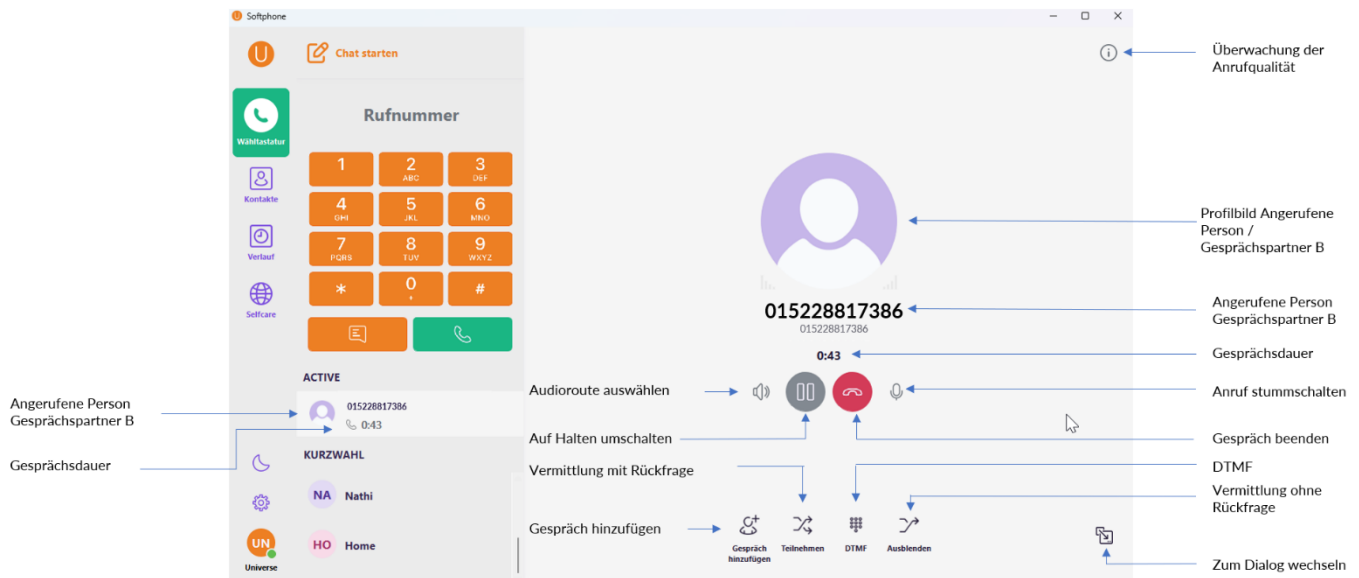 Softphone
U
Chat starten
Wähltastatur
Kontakte
Verlauf
Selfcare
Rufnummer
1
2
ABC
3
DEF
4
GHI
5
JKL
6
MNO
7
PQRS
8
TUV
9
WXYZ
*
0
+
#
ACTIVE
015228817386
0:43
KURZWAHL
NA Nathi
HO Home
UN
Universe
Angerufene Person
Gesprächspartner B
Gesprächsdauer
015228817386
015228817386
0:43
Gespräch
hinzufügen
Teilnehmen
DTMF
Ausblenden
Audioroute auswählen
Auf Halten umschalten
Vermittlung mit Rückfrage
Gespräch hinzufügen
Überwachung der
Anrufqualität
Profilbild Angerufene
Person /
Gesprächspartner B
Angerufene Person
Gesprächspartner B
Gesprächsdauer
Anruf stummschalten
Gespräch beenden
DTMF
Vermittlung ohne
Rückfrage
Zum Dialog wechseln